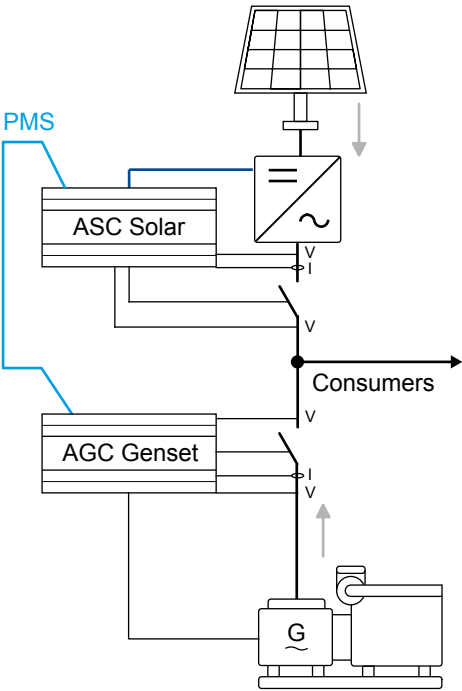 PMS
ASC Solar
V
I
V
Consumers
V
AGC Genset
I
V
G